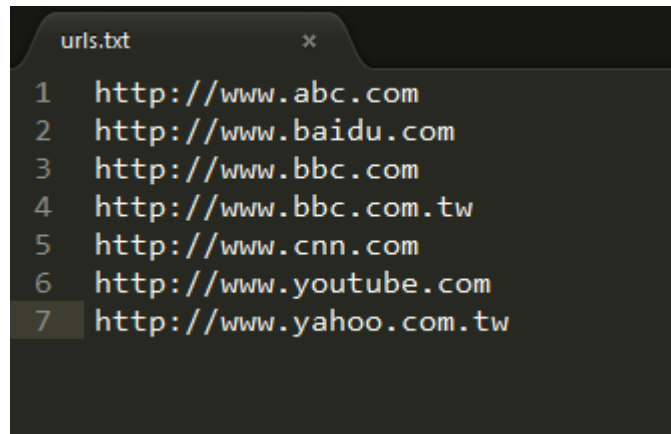 urls.txt ×
1 http://www.abc.com
2 http://www.baidu.com
3 http://www.bbc.com
4 http://www.bbc.com.tw
5 http://www.cnn.com
6 http://www.youtube.com
7 http://www.yahoo.com.tw